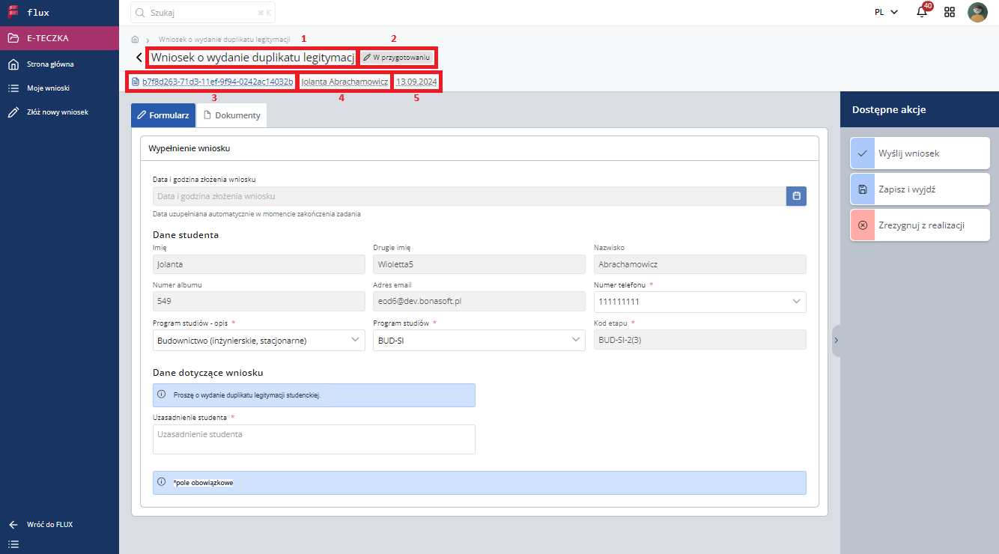 flux
Szukaj
⌘ K
PL
40
E-TECZKA
Strona główna
Moje wnioski
Złóż nowy wniosek
Wniosek o wydanie duplikatu legitymacji
1
2
Wniosek o wydanie duplikatu legitymacj
W przygotowaniu
b7f8d263-71d3-11ef-9f94-0242ac14032b
Jolanta Abrachamowicz
13.09.2024
3
4
5
Formularz
Dokumenty
Wypełnienie wniosku
Data i godzina złożenia wniosku
Data i godzina złożenia wniosku
Data uzupełniana automatycznie w momencie zakończenia zadania
Dane studenta
Imię
Drugie imię
Nazwisko
Jolanta
Wioletta5
Abrachamowicz
Numer albumu
Adres email
Numer telefonu *
549
eod6@dev.bonasoft.pl
111111111
Program studiów - opis *
Program studiów *
Kod etapu *
Budownictwo (inżynierskie, stacjonarne)
BUD-SI
BUD-SI-2(3)
Dane dotyczące wniosku
Proszę o wydanie duplikatu legitymacji studenckiej.
Uzasadnienie studenta *
Uzasadnienie studenta
*pole obowiązkowe
Dostępne akcje
Wyślij wniosek
Zapisz i wyjdź
Zrezygnuj z realizacji
Wróć do FLUX